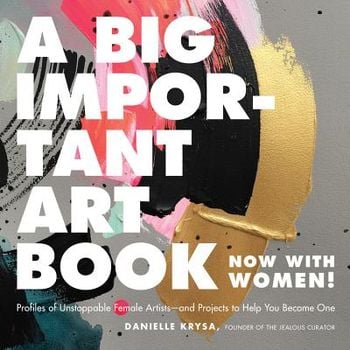 A BIG
IMPOR-
TANT
ART
BOOK
NOW WITH
WOMEN!
Profiles of Unstoppable Female Artists—and Projects to Help You Become One
DANIELLE KRYSA, FOUNDER OF THE JEALOUS CURATOR